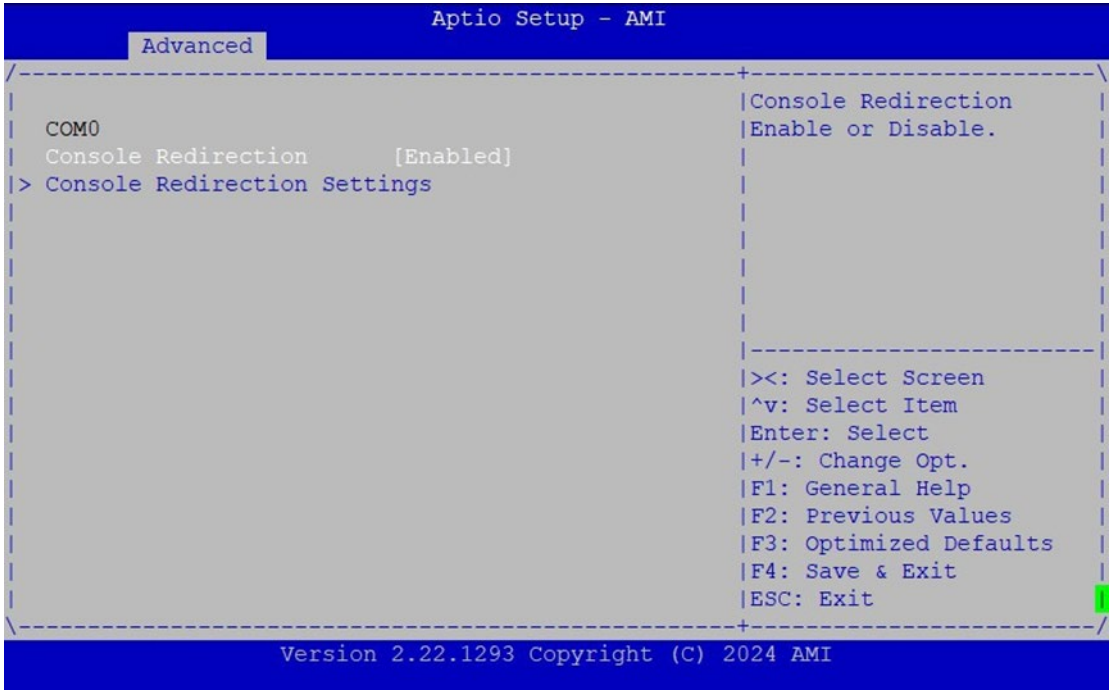 Aptio Setup - AMI
Advanced
Console Redirection
COM0
Enable or Disable.
Console Redirection [Enabled]
> Console Redirection Settings
><: Select Screen
^v: Select Item
Enter: Select
+/-: Change Opt.
F1: General Help
F2: Previous Values
F3: Optimized Defaults
F4: Save & Exit
ESC: Exit
Version 2.22.1293 Copyright (C) 2024 AMI